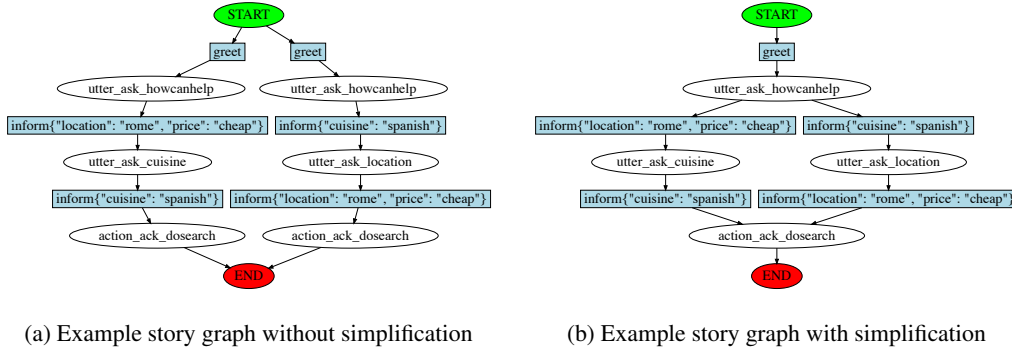 START
greet
greet
utter_ask_howcanhelp
utter_ask_howcanhelp
inform{"location": "rome", "price": "cheap"}
inform{"cuisine": "spanish"}
utter_ask_cuisine
utter_ask_location
inform{"cuisine": "spanish"}
inform{"location": "rome", "price": "cheap"}
action_ack_dosearch
action_ack_dosearch
END
(a) Example story graph without simplification
START
greet
utter_ask_howcanhelp
inform{"location": "rome", "price": "cheap"}
inform{"cuisine": "spanish"}
utter_ask_cuisine
utter_ask_location
inform{"cuisine": "spanish"}
inform{"location": "rome", "price": "cheap"}
action_ack_dosearch
END
(b) Example story graph with simplification